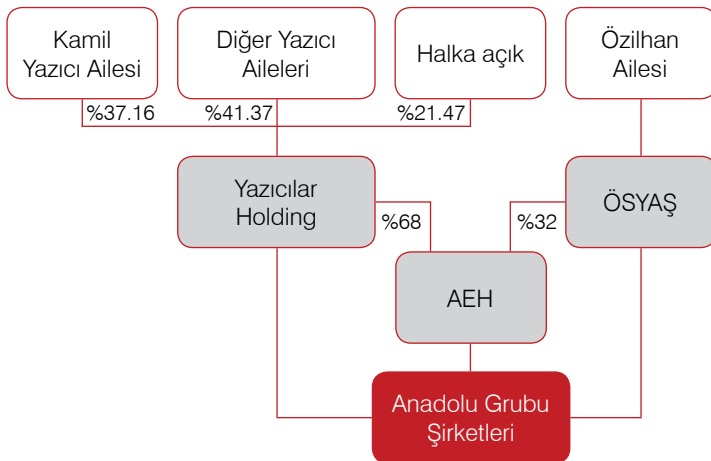 Kamil
Yazıcı Ailesi
Diğer Yazıcı
Aileleri
Halka açık
Özilhan
Ailesi
%37.16
%41.37
%21.47
Yazıcılar
Holding
ÖSYAŞ
%68
%32
AEH
Anadolu Grubu
Şirketleri